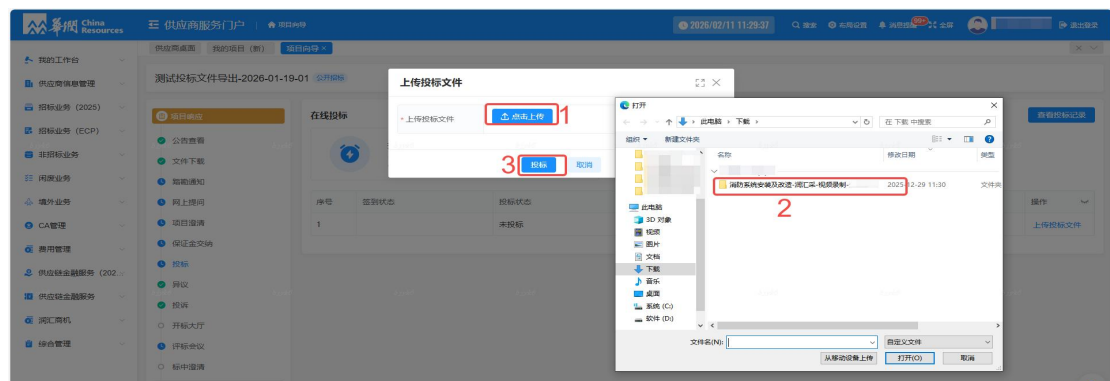 華潤 China Resources
供应商服务门户
项目向导
2026/02/11 11:29:37
搜索
布局设置
消息提醒
99+
全屏
退出登录
供应商桌面
我的项目（新）
项目向导 ×
我的工作台
供应商信息管理
招标业务（2025）
招标业务（ECP）
非招标业务
闲废业务
境外业务
CA管理
费用管理
供应链金融服务（202...
供应链金融服务
润汇商机
综合管理
测试投标文件导出-2026-01-19-01
公开招标
项目响应
公告查看
文件下载
踏勘通知
网上提问
项目澄清
保证金交纳
投标
异议
投诉
开标大厅
评标会议
标中澄清
在线投标
查看投标记录
序号
签到状态
投标状态
操作
1
未投标
上传投标文件
上传投标文件
* 上传投标文件
点击上传
1
3
投标
取消
打开
此电脑 › 下载 ›
在 下载 中搜索
组织
新建文件夹
名称
修改日期
类型
消防系统安装及改造-润汇采-视频录制-
2025-12-29 11:30
文件夹
2
此电脑
3D 对象
视频
图片
文档
下载
音乐
桌面
系统 (C:)
软件 (D:)
文件名(N):
自定义文件
从移动设备上传
打开(O)
取消